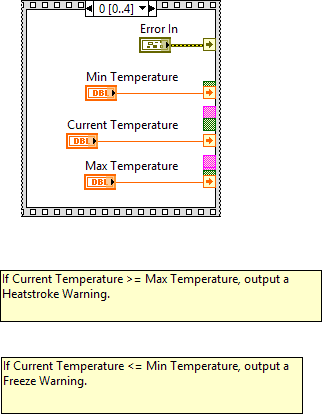 0 [0..4]
Error In
Min Temperature
DBL
Current Temperature
DBL
Max Temperature
DBL
If Current Temperature >= Max Temperature, output a
Heatstroke Warning.
If Current Temperature <= Min Temperature, output a
Freeze Warning.